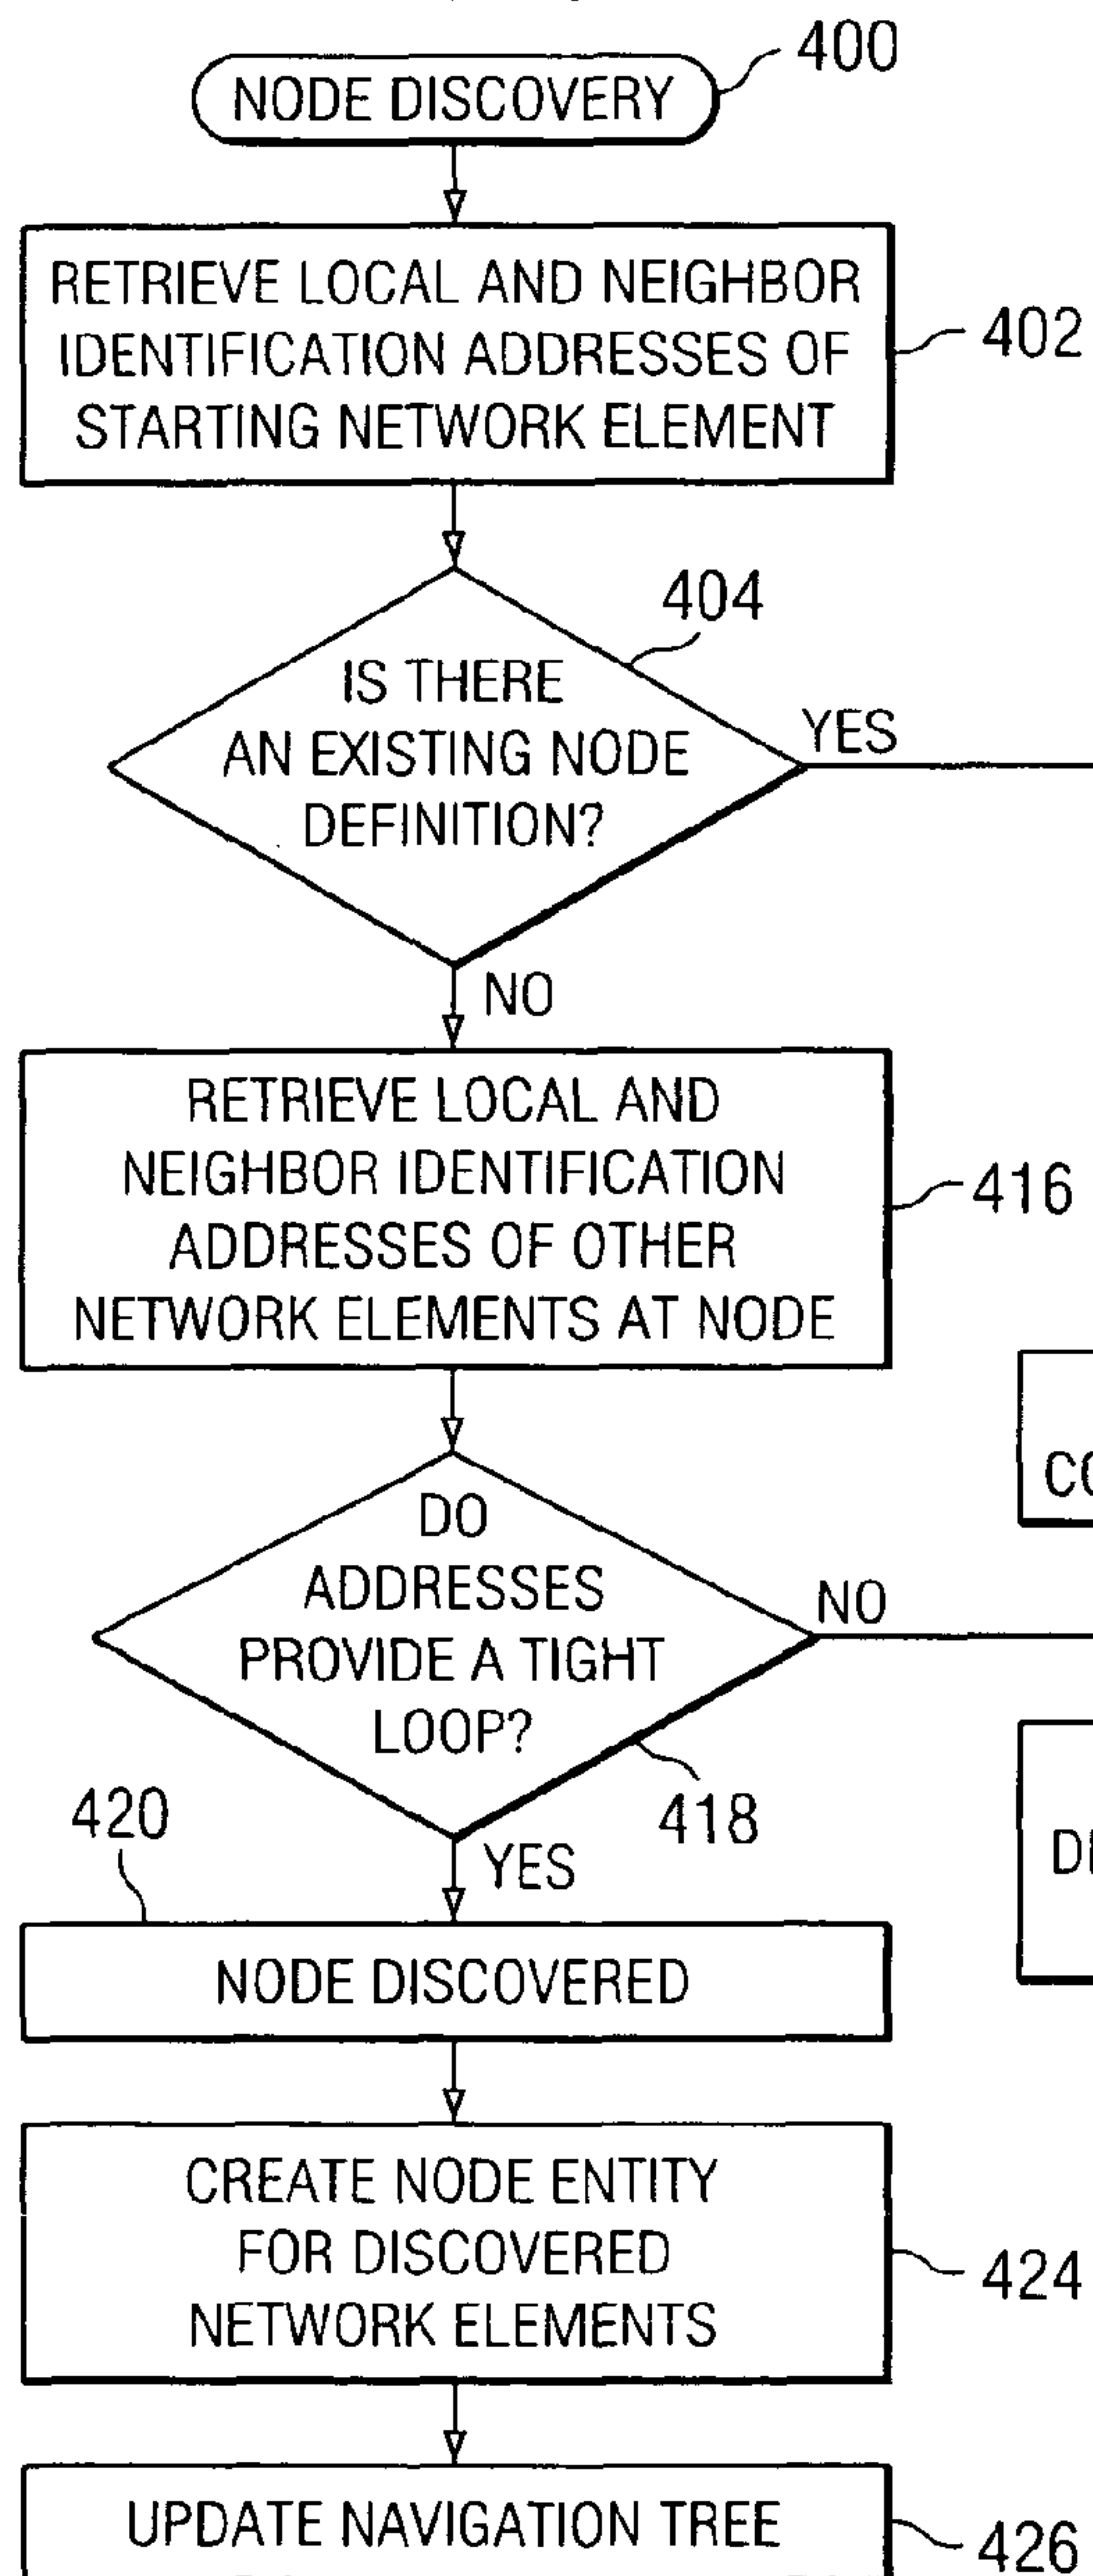 NODE DISCOVERY
400
RETRIEVE LOCAL AND NEIGHBOR
IDENTIFICATION ADDRESSES OF
STARTING NETWORK ELEMENT
402
404
IS THERE
AN EXISTING NODE
DEFINITION?
YES
NO
RETRIEVE LOCAL AND
NEIGHBOR IDENTIFICATION
ADDRESSES OF OTHER
NETWORK ELEMENTS AT NODE
416
DO
ADDRESSES
PROVIDE A TIGHT
LOOP?
NO
418
YES
420
NODE DISCOVERED
CREATE NODE ENTITY
FOR DISCOVERED
NETWORK ELEMENTS
424
UPDATE NAVIGATION TREE
426